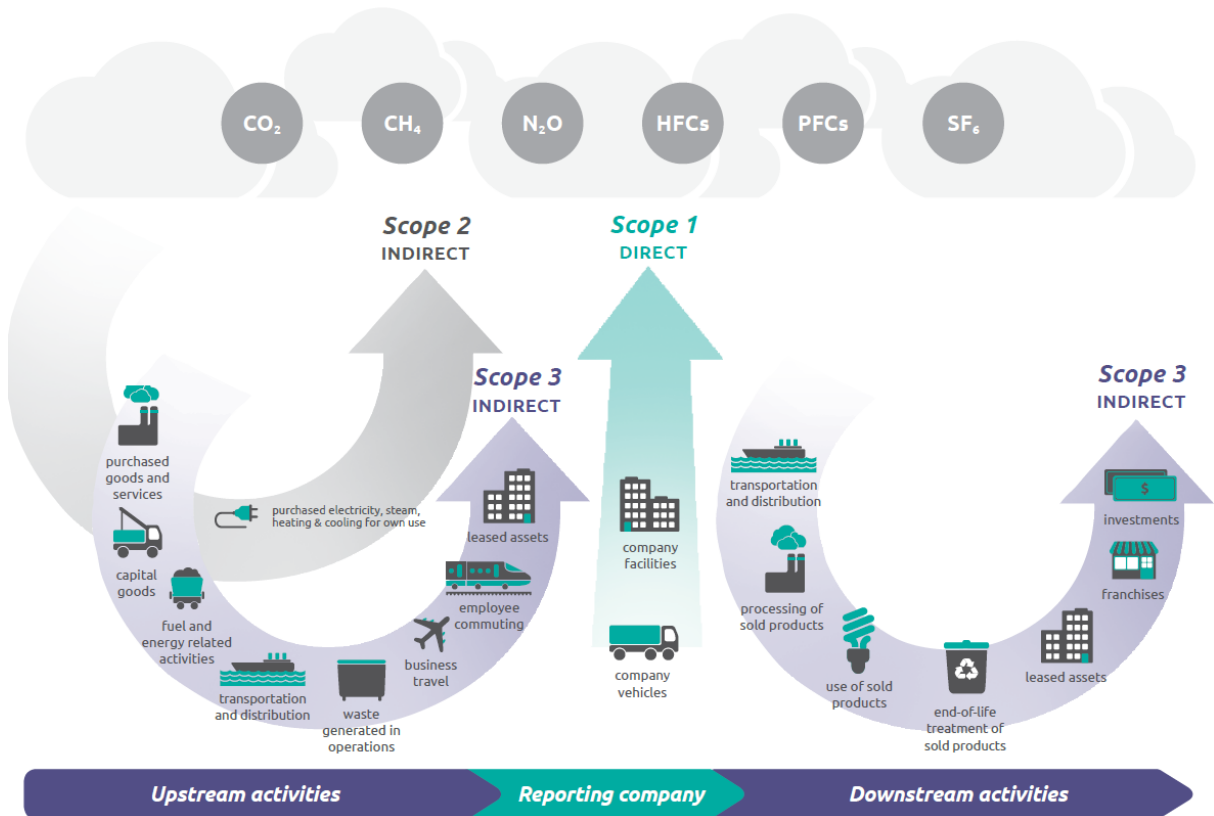 CO₂
CH₄
N₂O
HFCs
PFCs
SF₆
Scope 2
INDIRECT
Scope 1
DIRECT
Scope 3
INDIRECT
Scope 3
INDIRECT
purchased
goods and
services
capital
goods
fuel and
energy related
activities
purchased electricity, steam,
heating & cooling for own use
transportation
and distribution
waste
generated in
operations
business
travel
employee
commuting
leased assets
company
facilities
company
vehicles
transportation
and distribution
processing of
sold products
use of sold
products
end-of-life
treatment of
sold products
leased assets
franchises
$
investments
Upstream activities
Reporting company
Downstream activities